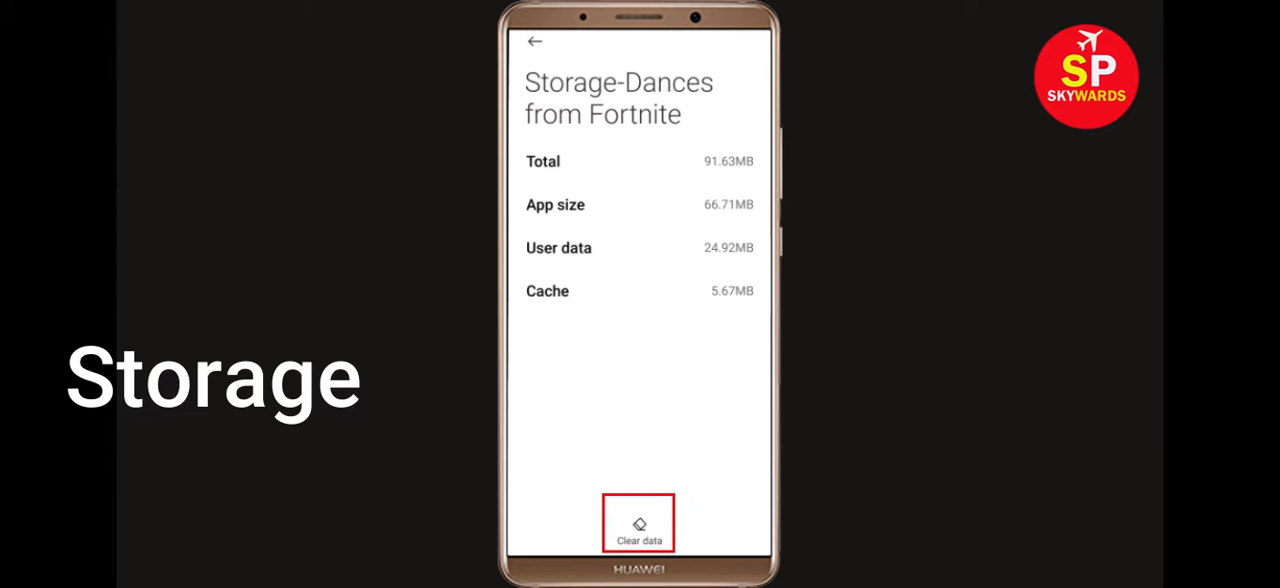 Storage-Dances
from Fortnite
Total 91.63MB
App size 66.71MB
User data 24.92MB
Cache 5.67MB
Clear data
HUAWEI
Storage
SP
SKYWARDS